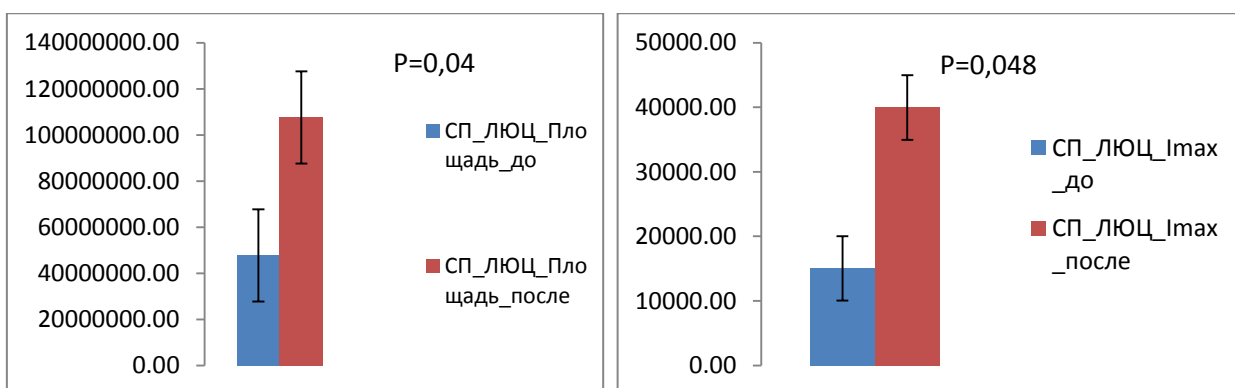 140000000.00
120000000.00
100000000.00
80000000.00
60000000.00
40000000.00
20000000.00
0.00
P=0,04
СП_ЛЮЦ_Пло
щадь_до
СП_ЛЮЦ_Пло
щадь_после
50000.00
40000.00
30000.00
20000.00
10000.00
0.00
P=0,048
СП_ЛЮЦ_Imax
_до
СП_ЛЮЦ_Imax
_после